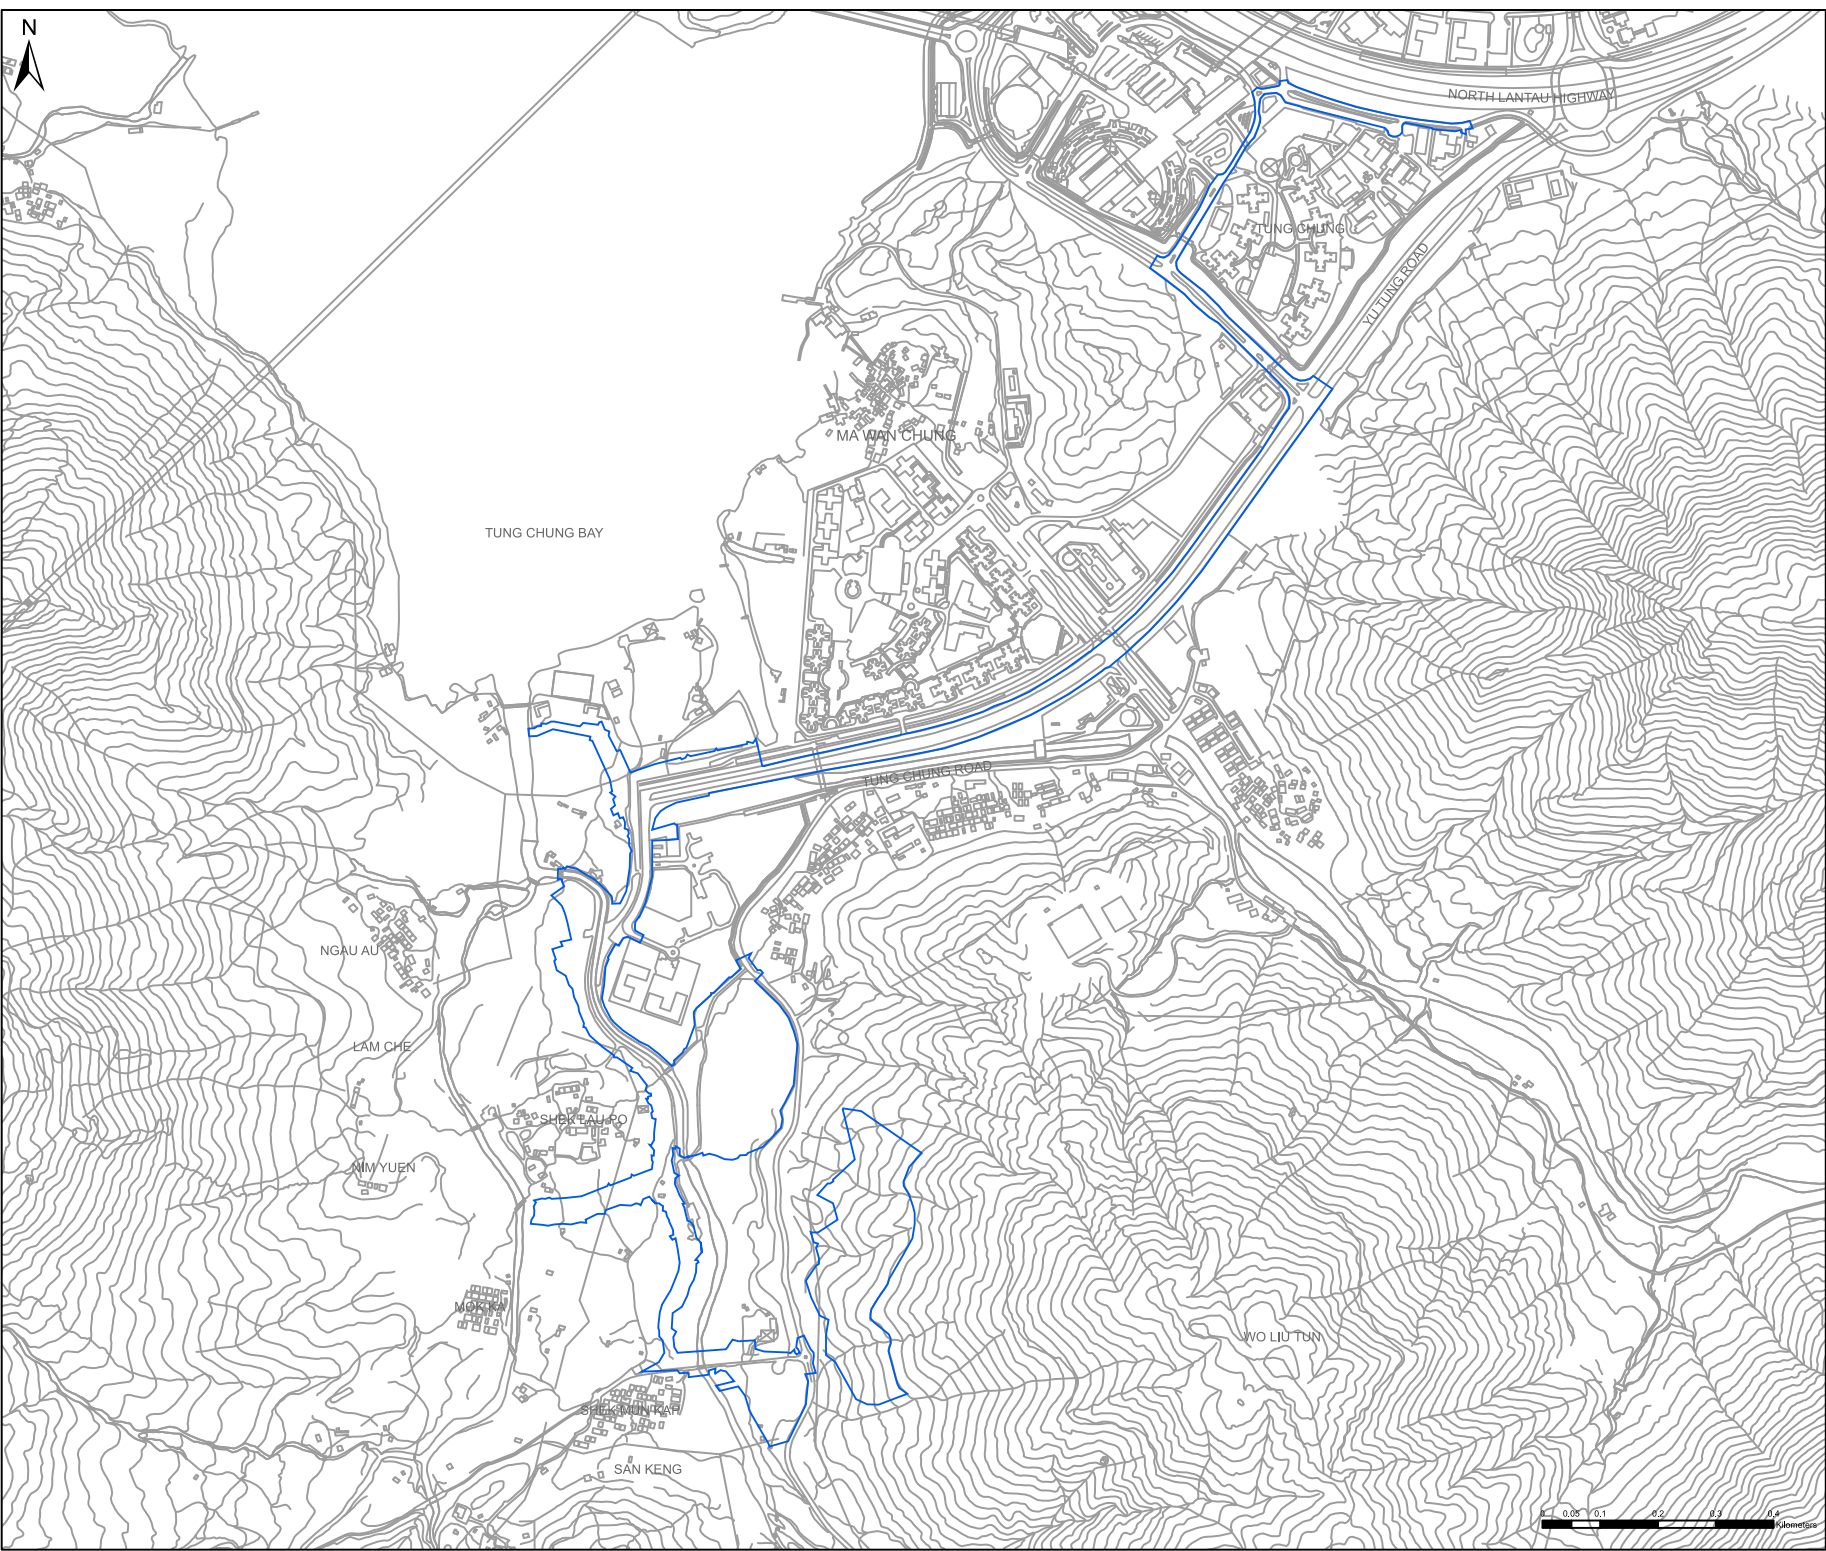 N
NORTH LANTAU HIGHWAY
TUNG CHUNG
YU TUNG ROAD
MA WAN CHUNG
TUNG CHUNG BAY
TUNG CHUNG ROAD
NGAU AU
LAM CHE
SHEK LAU PO
NIM YUEN
MOK KA
WO LIU TUN
SHEK MUN KAP
SAN KENG
0 0.05 0.1 0.2 0.3 0.4
Kilometers